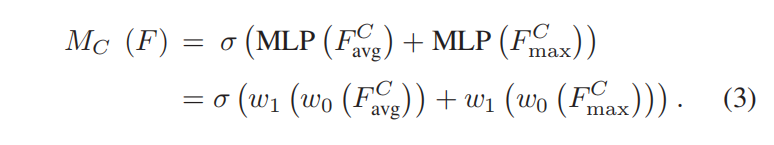 M_C (F) = σ (MLP (F^C_avg) + MLP (F^C_max))
= σ (w_1 (w_0 (F^C_avg)) + w_1 (w_0 (F^C_max))) . (3)